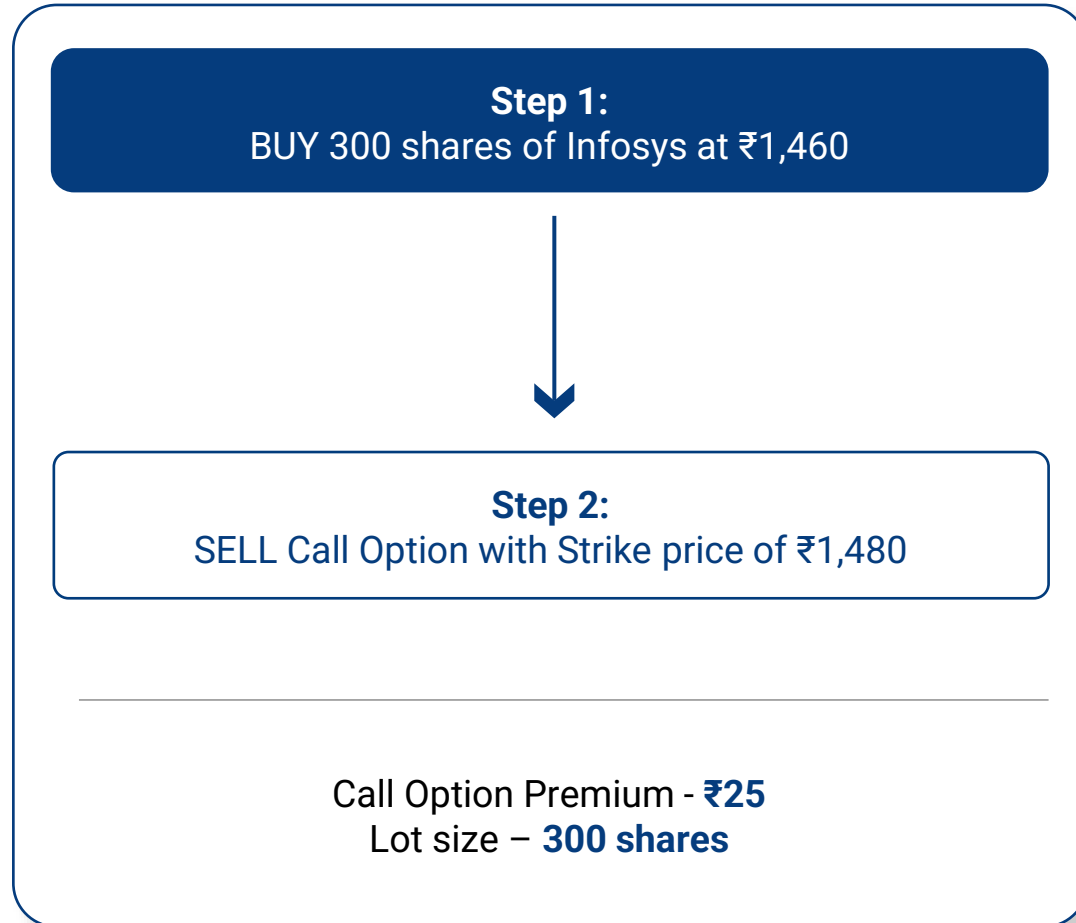 Step 1:
BUY 300 shares of Infosys at ₹1,460
Step 2:
SELL Call Option with Strike price of ₹1,480
Call Option Premium - ₹25
Lot size – 300 shares